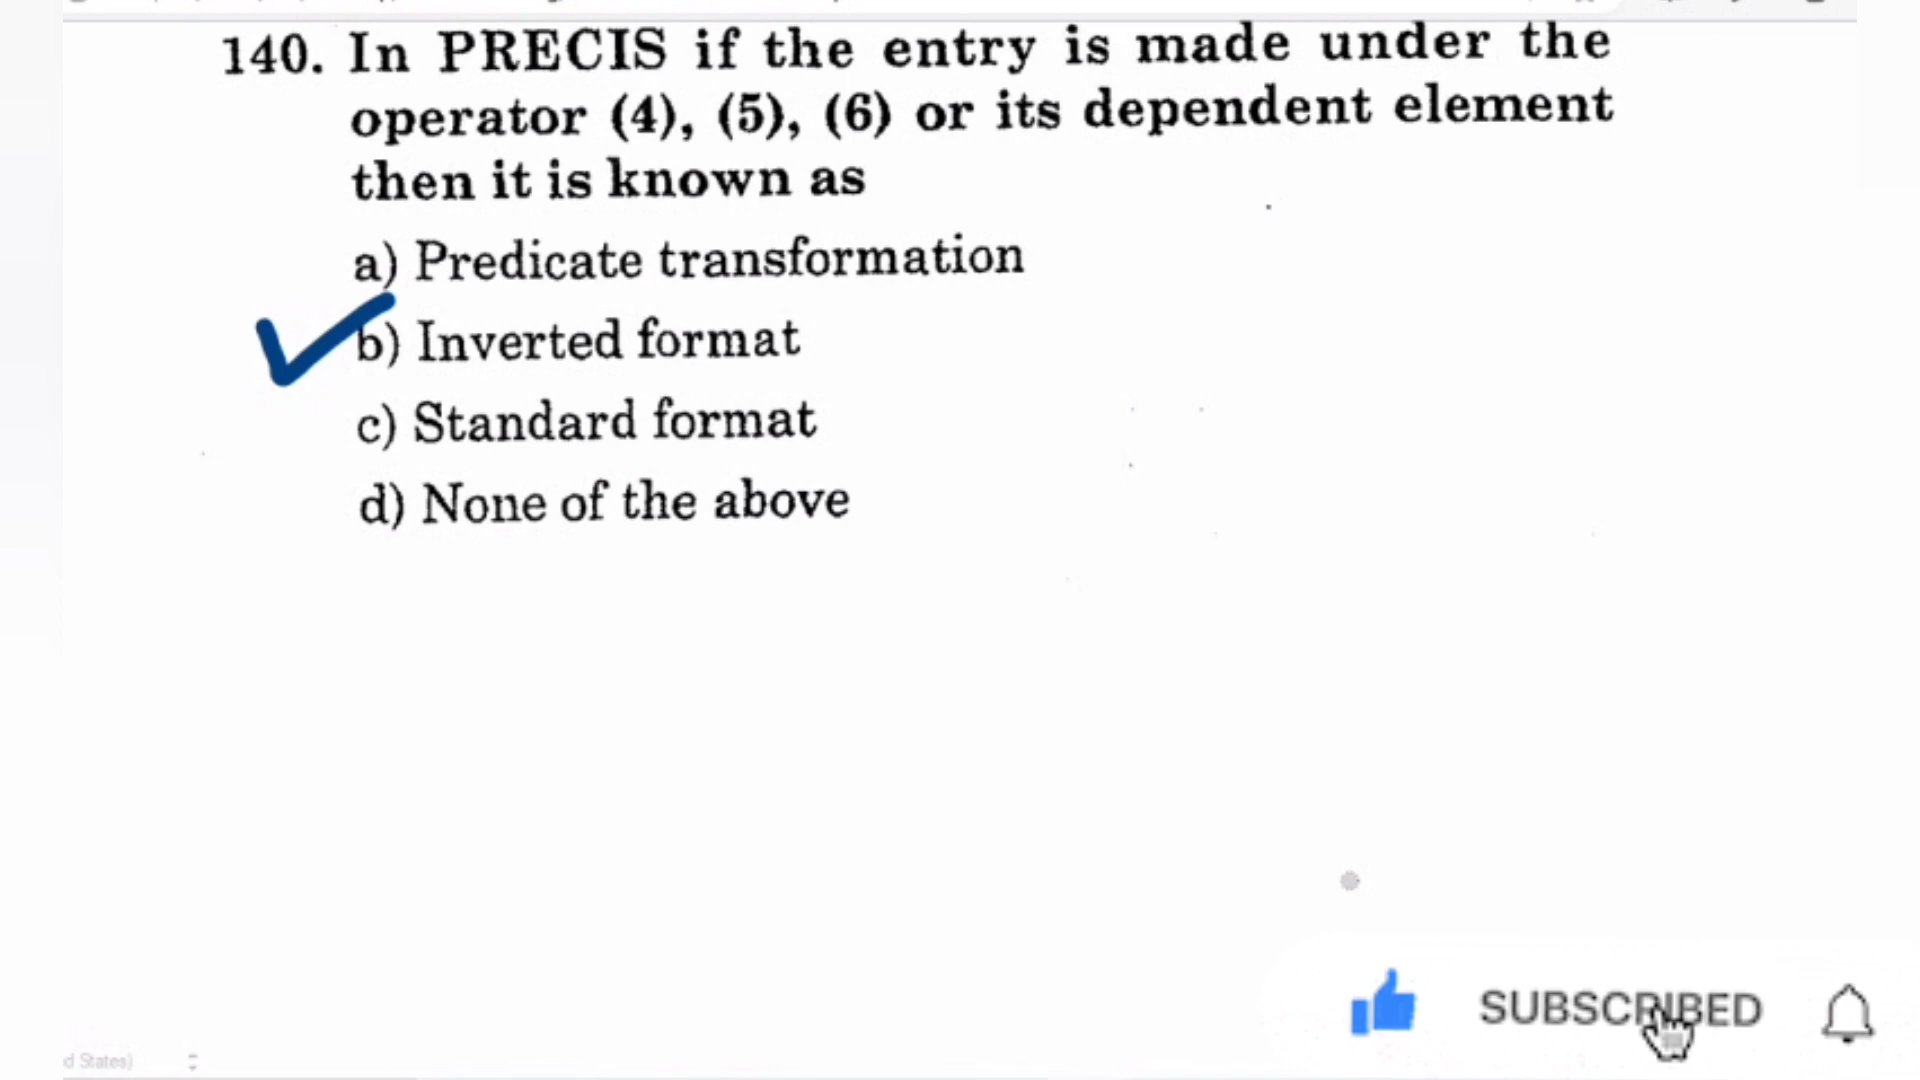 140. In PRECIS if the entry is made under the
operator (4), (5), (6) or its dependent element
then it is known as
a) Predicate transformation
b) Inverted format
c) Standard format
d) None of the above
SUBSCRIBED
d States)